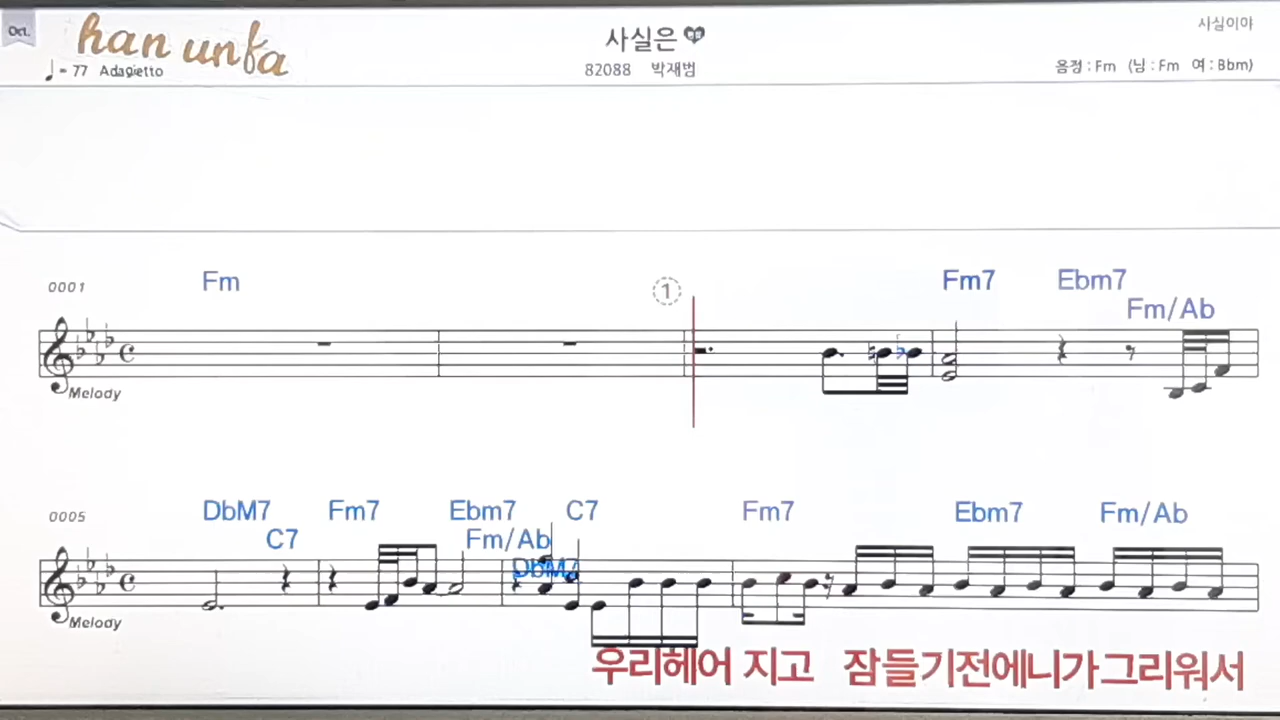 Oct.
han unfa
♩= 77 Adagietto
사실은
82088 박재범
사실이야
음정 : Fm (남 : Fm 여 : Bbm)
0001
Fm
1
Fm7 Ebm7
Fm/Ab
Melody
0005
DbM7 Fm7 Ebm7 C7 Fm7 Ebm7 Fm/Ab
C7 Fm/Ab
DbM7
Melody
우리헤어 지고 잠들기전에니가그리워서